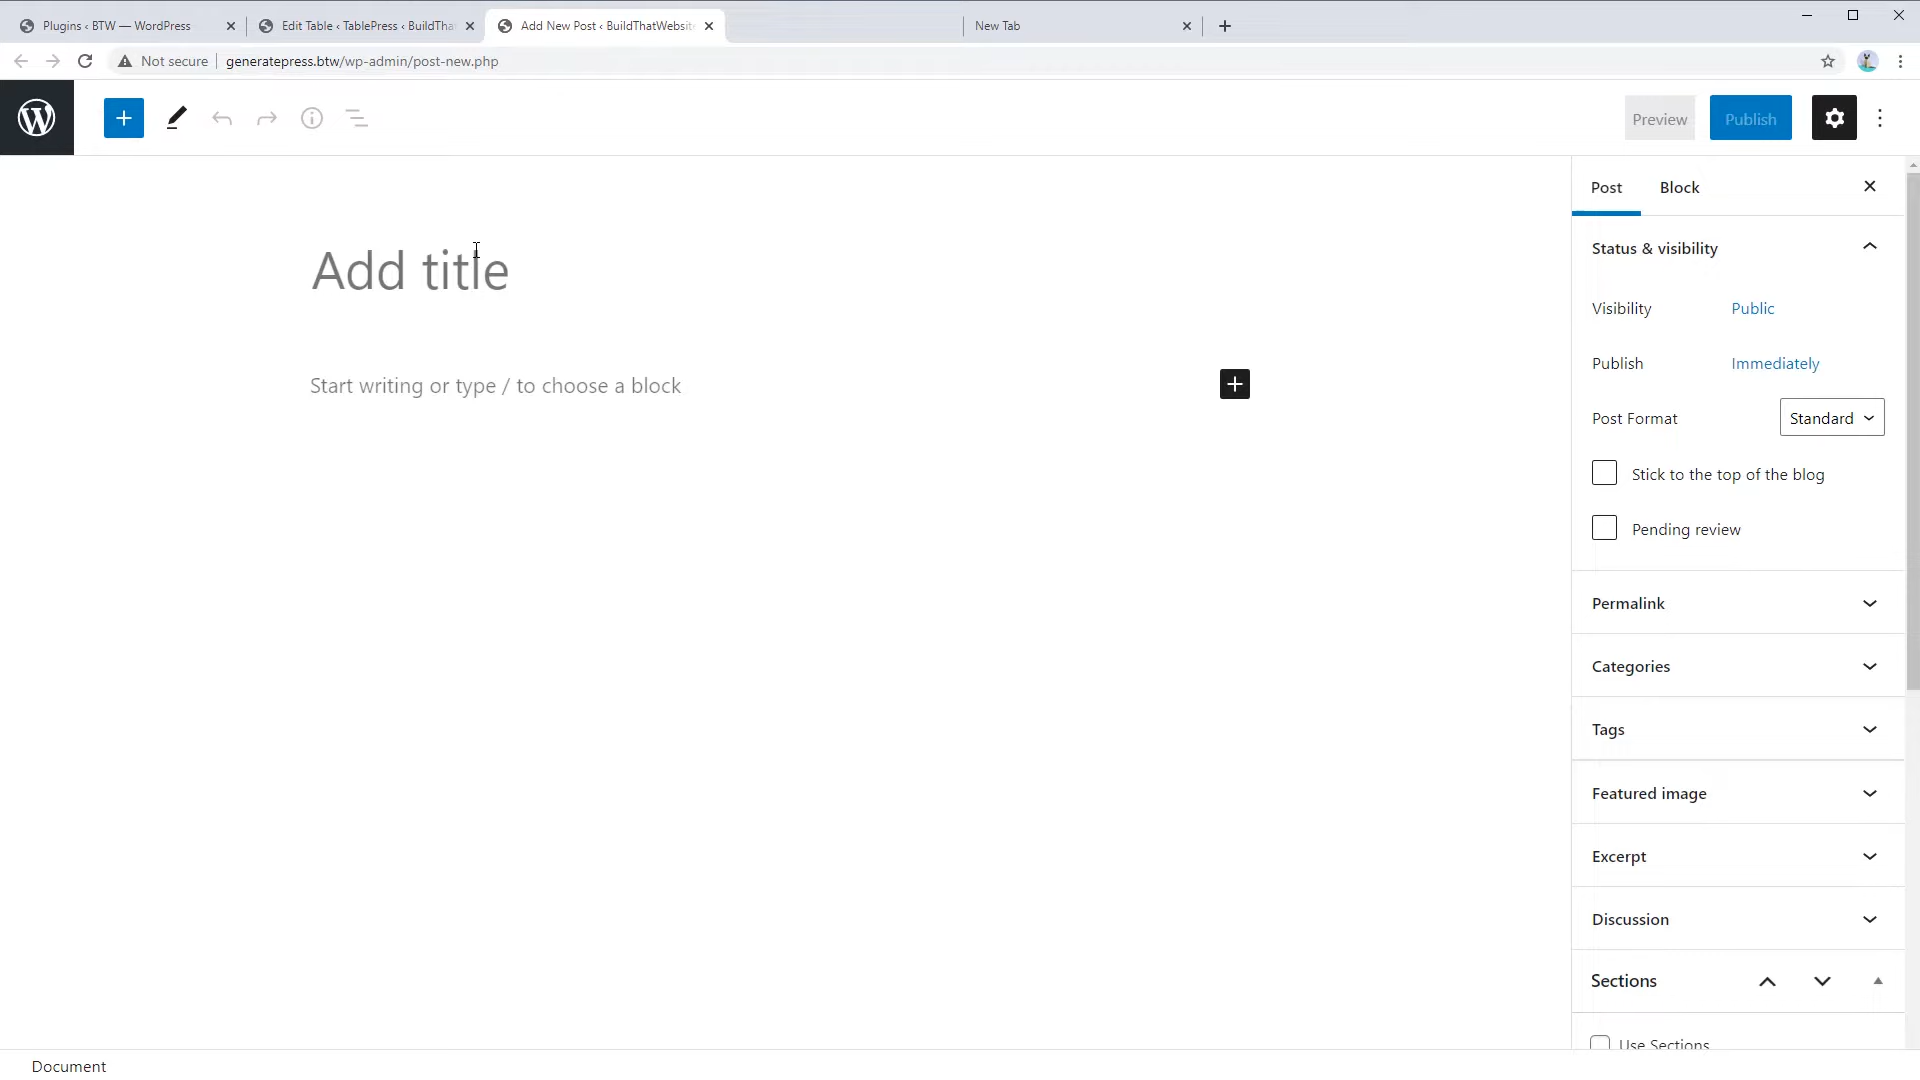 Plugins ‹ BTW — WordPress
Edit Table ‹ TablePress ‹ BuildTha
Add New Post ‹ BuildThatWebsite
New Tab
Not secure
generatepress.btw/wp-admin/post-new.php
Preview
Publish
Post
Block
Add title
Status & visibility
Visibility
Public
Start writing or type / to choose a block
Publish
Immediately
Post Format
Standard
Stick to the top of the blog
Pending review
Permalink
Categories
Tags
Featured image
Excerpt
Discussion
Sections
Use Sections
Document